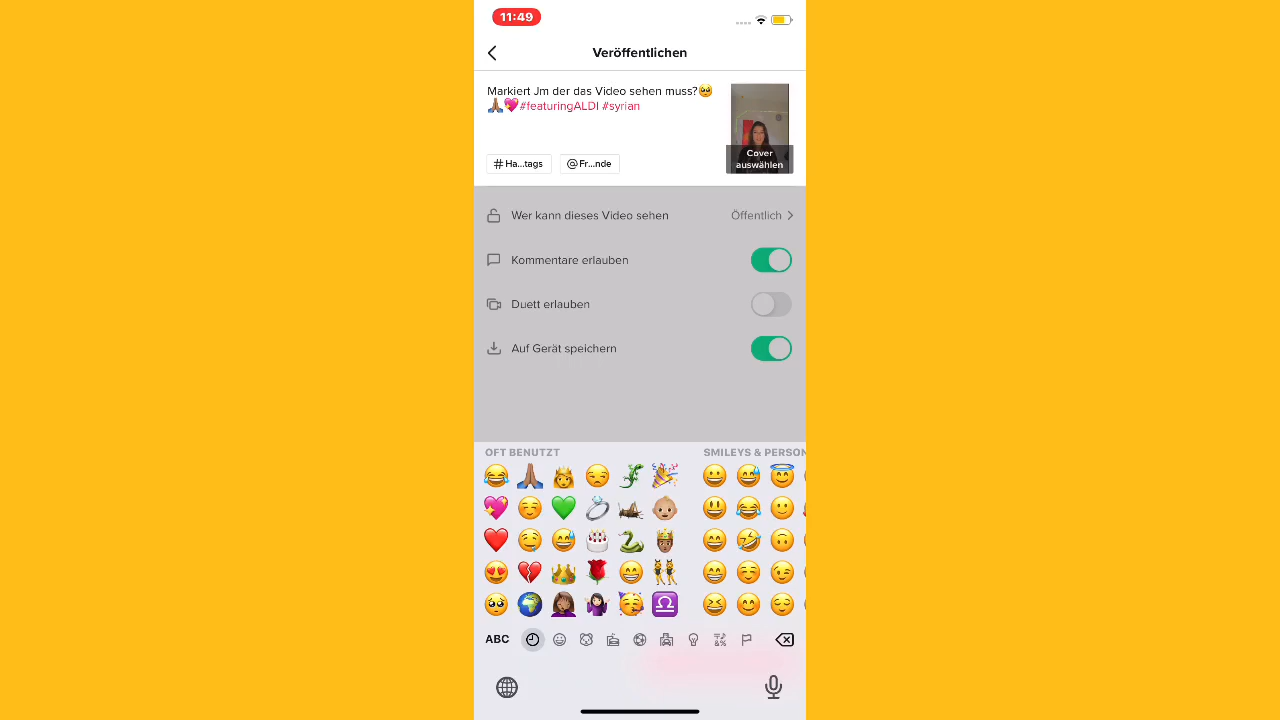 11:49
Veröffentlichen
Markiert Jm der das Video sehen muss?🥺
🙏🏽💖#featuringALDI #syrian
Cover
auswählen
#Ha...tags
@Fr...nde
Wer kann dieses Video sehen
Öffentlich
Kommentare erlauben
Duett erlauben
Auf Gerät speichern
OFT BENUTZT
SMILEYS & PERSON
ABC